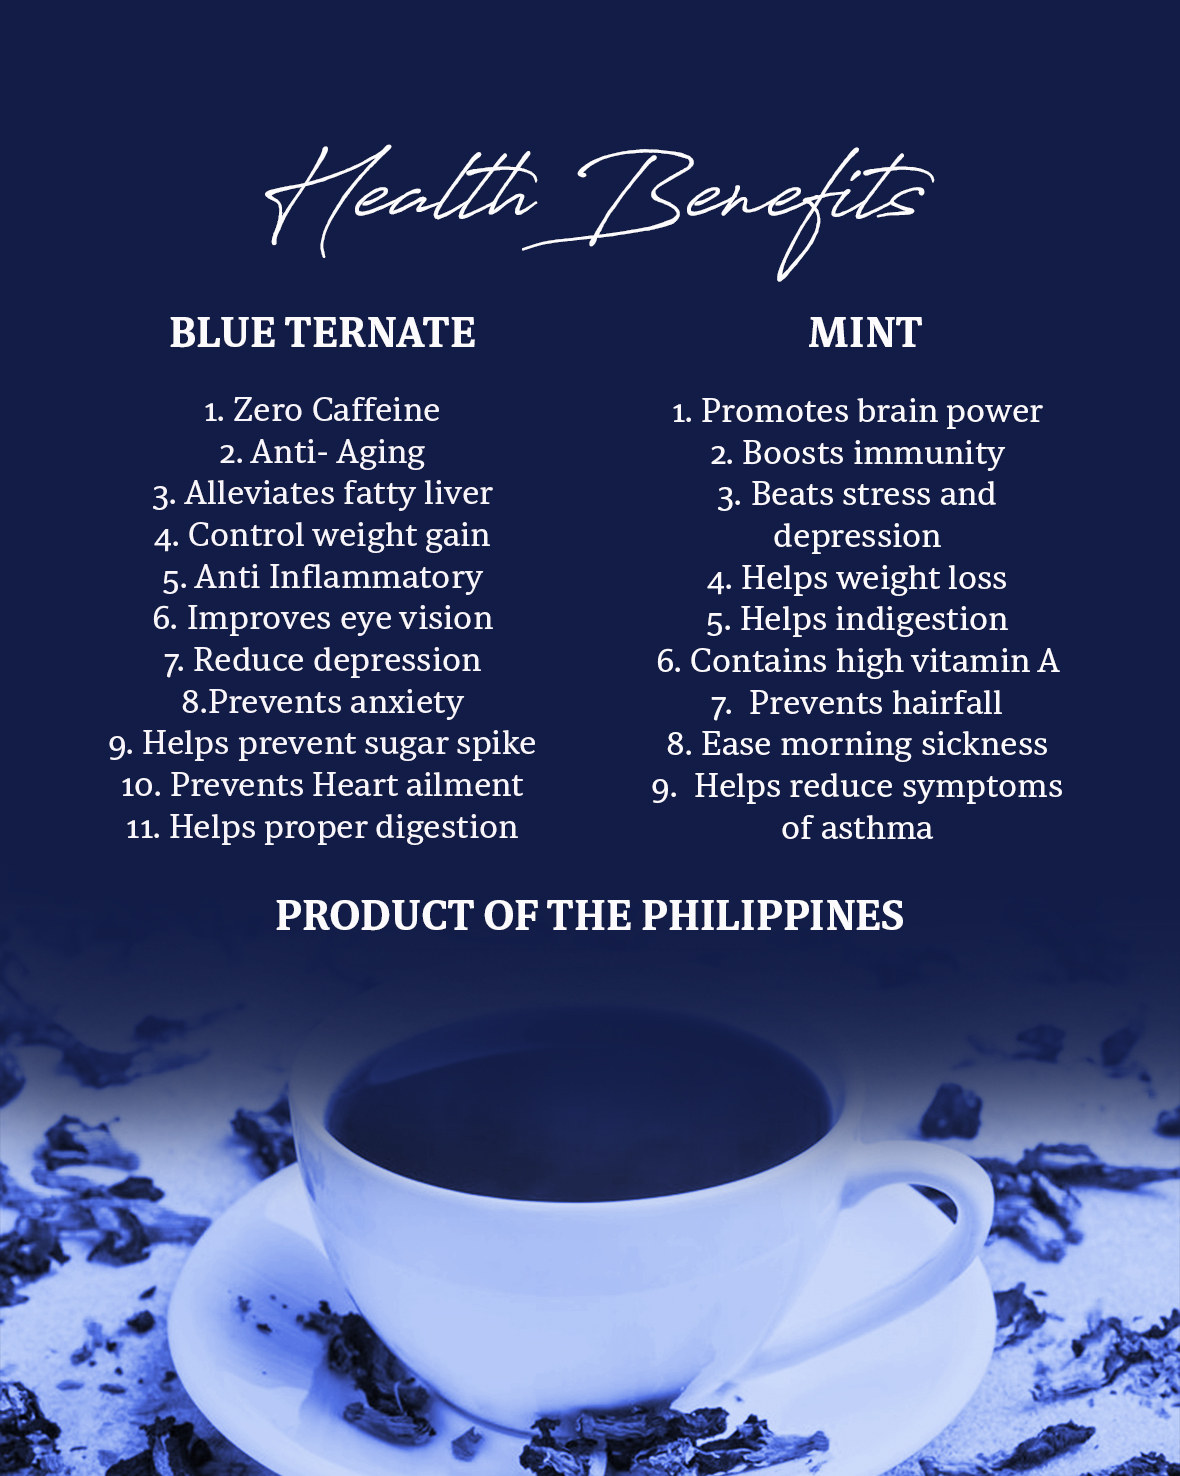 Health Benefits
BLUE TERNATE
1. Zero Caffeine
2. Anti- Aging
3. Alleviates fatty liver
4. Control weight gain
5. Anti Inflammatory
6. Improves eye vision
7. Reduce depression
8.Prevents anxiety
9. Helps prevent sugar spike
10. Prevents Heart ailment
11. Helps proper digestion
MINT
1. Promotes brain power
2. Boosts immunity
3. Beats stress and
depression
4. Helps weight loss
5. Helps indigestion
6. Contains high vitamin A
7. Prevents hairfall
8. Ease morning sickness
9. Helps reduce symptoms
of asthma
PRODUCT OF THE PHILIPPINES